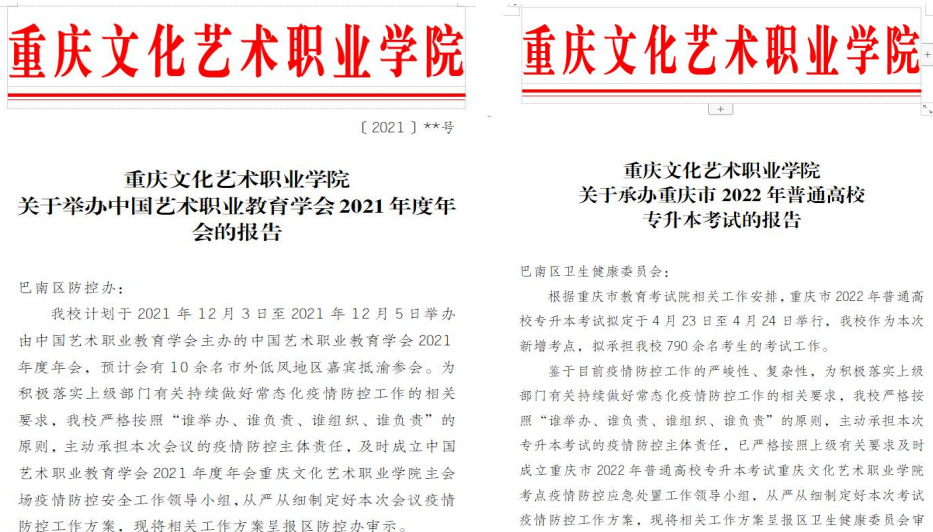 重庆文化艺术职业学院
〔2021〕**号
重庆文化艺术职业学院
关于举办中国艺术职业教育学会2021年度年
会的报告
巴南区防控办：
我校计划于2021年12月3日至2021年12月5日举办
由中国艺术职业教育学会主办的中国艺术职业教育学会2021
年度年会，预计会有10余名市外低风地区嘉宾抵渝参会。为
积极落实上级部门有关持续做好常态化疫情防控工作的相关
要求，我校严格按照“谁举办、谁负责、谁组织、谁负责”的
原则，主动承担本次会议的疫情防控主体责任，及时成立中国
艺术职业教育学会2021年度年会重庆文化艺术职业学院主会
场疫情防控安全工作领导小组，从严从细制定好本次会议疫情
防控工作方案，现将相关工作方案呈报区防控办审示。
重庆文化艺术职业学院
重庆文化艺术职业学院
关于承办重庆市2022年普通高校
专升本考试的报告
巴南区卫生健康委员会：
根据重庆市教育考试院相关工作安排，重庆市2022年普通高
校专升本考试拟定于4月23日至4月24日举行，我校作为本次
新增考点，拟承担我校790余名考生的考试工作。
鉴于目前疫情防控工作的严峻性、复杂性，为积极落实上级
部门有关持续做好常态化疫情防控工作的相关要求，我校严格按
照“谁举办、谁负责、谁组织、谁负责”的原则，主动承担本次
专升本考试的疫情防控主体责任，已严格按照上级有关要求及时
成立重庆市2022年普通高校专升本考试重庆文化艺术职业学院
考点疫情防控应急处置工作领导小组，从严从细制定好本次考试
疫情防控工作方案，现将相关工作方案呈报区卫生健康委员会审